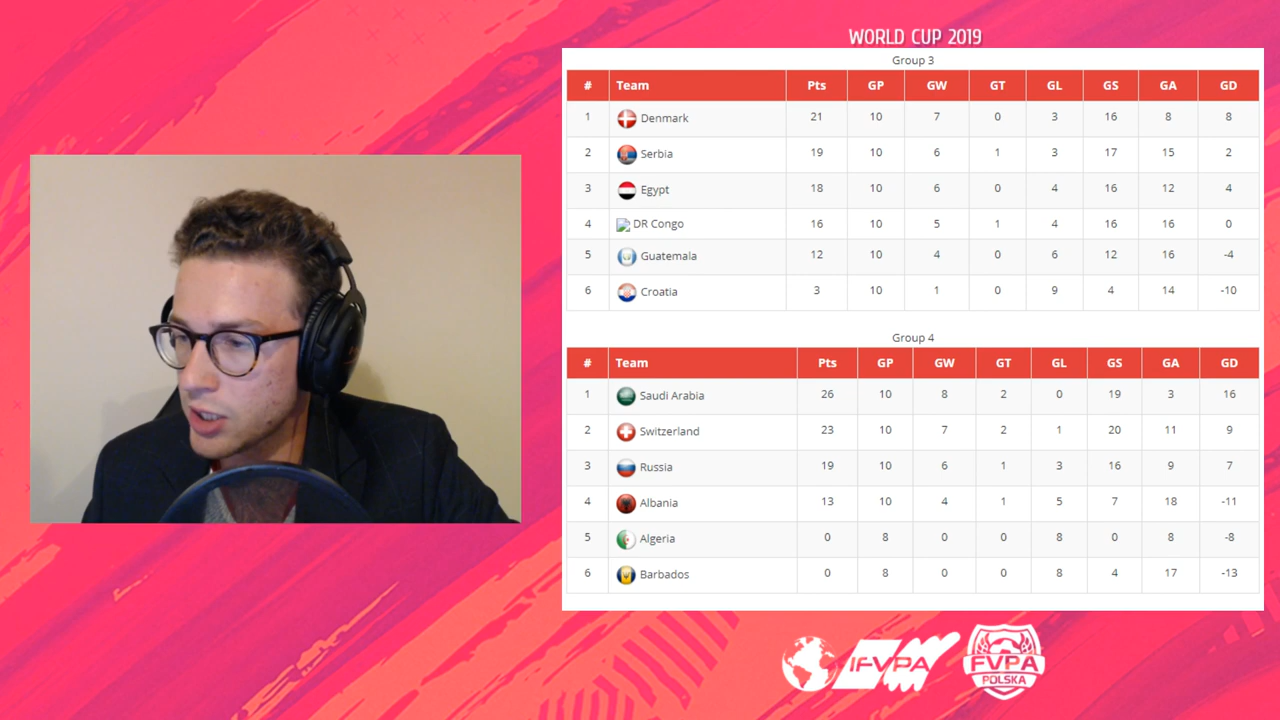 WORLD CUP 2019
Group 3
# Team Pts GP GW GT GL GS GA GD
1 Denmark 21 10 7 0 3 16 8 8
2 Serbia 19 10 6 1 3 17 15 2
3 Egypt 18 10 6 0 4 16 12 4
4 DR Congo 16 10 5 1 4 16 16 0
5 Guatemala 12 10 4 0 6 12 16 -4
6 Croatia 3 10 1 0 9 4 14 -10
Group 4
# Team Pts GP GW GT GL GS GA GD
1 Saudi Arabia 26 10 8 2 0 19 3 16
2 Switzerland 23 10 7 2 1 20 11 9
3 Russia 19 10 6 1 3 16 9 7
4 Albania 13 10 4 1 5 7 18 -11
5 Algeria 0 8 0 0 8 0 8 -8
6 Barbados 0 8 0 0 8 4 17 -13
IFVPA
FVPA
POLSKA